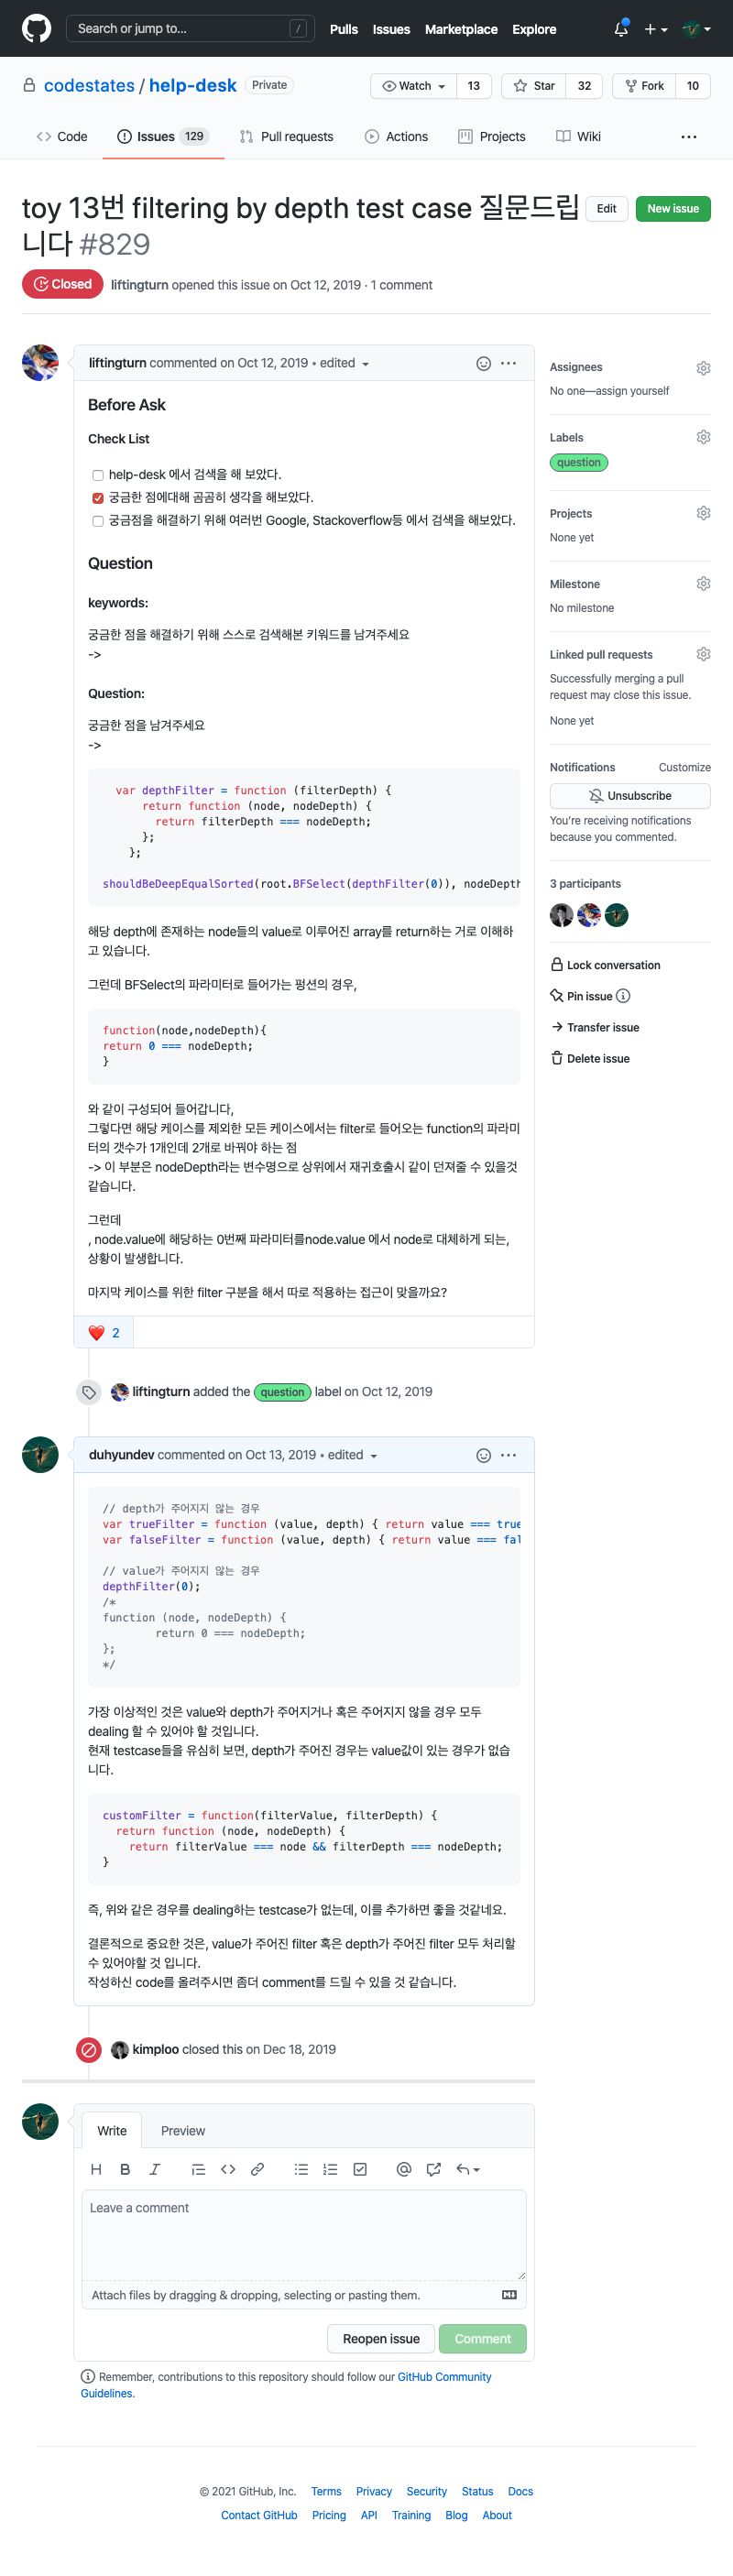 Search or jump to...
/
Pulls
Issues
Marketplace
Explore
codestates / help-desk
Private
Watch
13
Star
32
Fork
10
Code
Issues 129
Pull requests
Actions
Projects
Wiki
toy 13번 filtering by depth test case 질문드립
니다 #829
Edit
New issue
Closed
liftingturn opened this issue on Oct 12, 2019 · 1 comment
liftingturn commented on Oct 12, 2019 • edited
Before Ask
Check List
help-desk 에서 검색을 해 보았다.
궁금한 점에대해 곰곰히 생각을 해보았다.
궁금점을 해결하기 위해 여러번 Google, Stackoverflow등 에서 검색을 해보았다.
Question
keywords:
궁금한 점을 해결하기 위해 스스로 검색해본 키워드를 남겨주세요
->
Question:
궁금한 점을 남겨주세요
->
var depthFilter = function (filterDepth) {
return function (node, nodeDepth) {
return filterDepth === nodeDepth;
};
};
shouldBeDeepEqualSorted(root.BFSelect(depthFilter(0)), nodeDepth
해당 depth에 존재하는 node들의 value로 이루어진 array를 return하는 거로 이해하
고 있습니다.
그런데 BFSelect의 파라미터로 들어가는 펑션의 경우,
function(node,nodeDepth){
return 0 === nodeDepth;
}
와 같이 구성되어 들어갑니다,
그렇다면 해당 케이스를 제외한 모든 케이스에서는 filter로 들어오는 function의 파라미
터의 갯수가 1개인데 2개로 바꿔야 하는 점
-> 이 부분은 nodeDepth라는 변수명으로 상위에서 재귀호출시 같이 던져줄 수 있을것
같습니다.
그런데
, node.value에 해당하는 0번째 파라미터를node.value 에서 node로 대체하게 되는,
상황이 발생합니다.
마지막 케이스를 위한 filter 구분을 해서 따로 적용하는 접근이 맞을까요?
2
liftingturn added the question label on Oct 12, 2019
duhyundev commented on Oct 13, 2019 • edited
// depth가 주어지지 않는 경우
var trueFilter = function (value, depth) { return value === true
var falseFilter = function (value, depth) { return value === fal
// value가 주어지지 않는 경우
depthFilter(0);
/*
function (node, nodeDepth) {
return 0 === nodeDepth;
};
*/
가장 이상적인 것은 value와 depth가 주어지거나 혹은 주어지지 않을 경우 모두
dealing 할 수 있어야 할 것입니다.
현재 testcase들을 유심히 보면, depth가 주어진 경우는 value값이 있는 경우가 없습
니다.
customFilter = function(filterValue, filterDepth) {
return function (node, nodeDepth) {
return filterValue === node && filterDepth === nodeDepth;
}
즉, 위와 같은 경우를 dealing하는 testcase가 없는데, 이를 추가하면 좋을 것같네요.
결론적으로 중요한 것은, value가 주어진 filter 혹은 depth가 주어진 filter 모두 처리할
수 있어야할 것 입니다.
작성하신 code를 올려주시면 좀더 comment를 드릴 수 있을 것 같습니다.
kimploo closed this on Dec 18, 2019
Write
Preview
Leave a comment
Attach files by dragging & dropping, selecting or pasting them.
Reopen issue
Comment
Remember, contributions to this repository should follow our GitHub Community
Guidelines.
Assignees
No one—assign yourself
Labels
question
Projects
None yet
Milestone
No milestone
Linked pull requests
Successfully merging a pull
request may close this issue.
None yet
Notifications
Customize
Unsubscribe
You're receiving notifications
because you commented.
3 participants
Lock conversation
Pin issue
Transfer issue
Delete issue
© 2021 GitHub, Inc.
Terms
Privacy
Security
Status
Docs
Contact GitHub
Pricing
API
Training
Blog
About